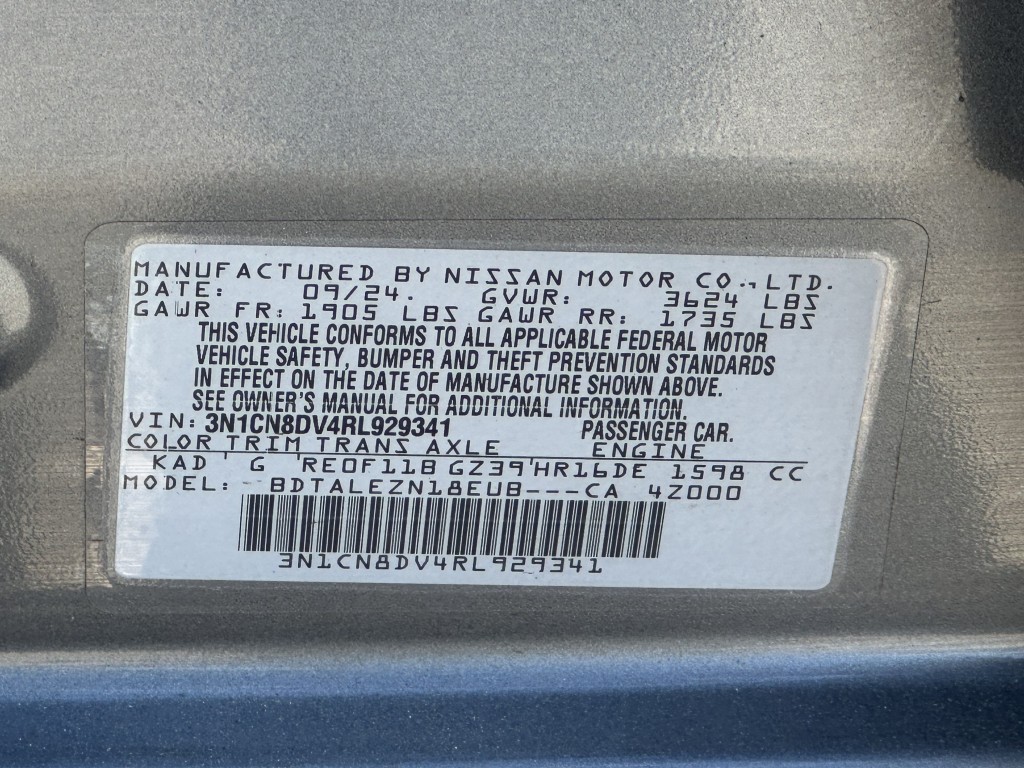 MANUFACTURED BY NISSAN MOTOR CO., LTD.
DATE: 09/24. GVWR: 3624 LBS
GAWR FR: 1905 LBS GAWR RR: 1735 LBS
THIS VEHICLE CONFORMS TO ALL APPLICABLE FEDERAL MOTOR
VEHICLE SAFETY, BUMPER AND THEFT PREVENTION STANDARDS
IN EFFECT ON THE DATE OF MANUFACTURE SHOWN ABOVE.
SEE OWNER'S MANUAL FOR ADDITIONAL INFORMATION.
VIN: 3N1CN8DV4RL929341 PASSENGER CAR.
COLOR TRIM TRANS AXLE ENGINE
KAD ' G 'RE0F11B GZ39'HR16DE 1598 CC
MODEL: BDTALEZN18EUB---CA 4Z000
3N1CN8DV4RL929341